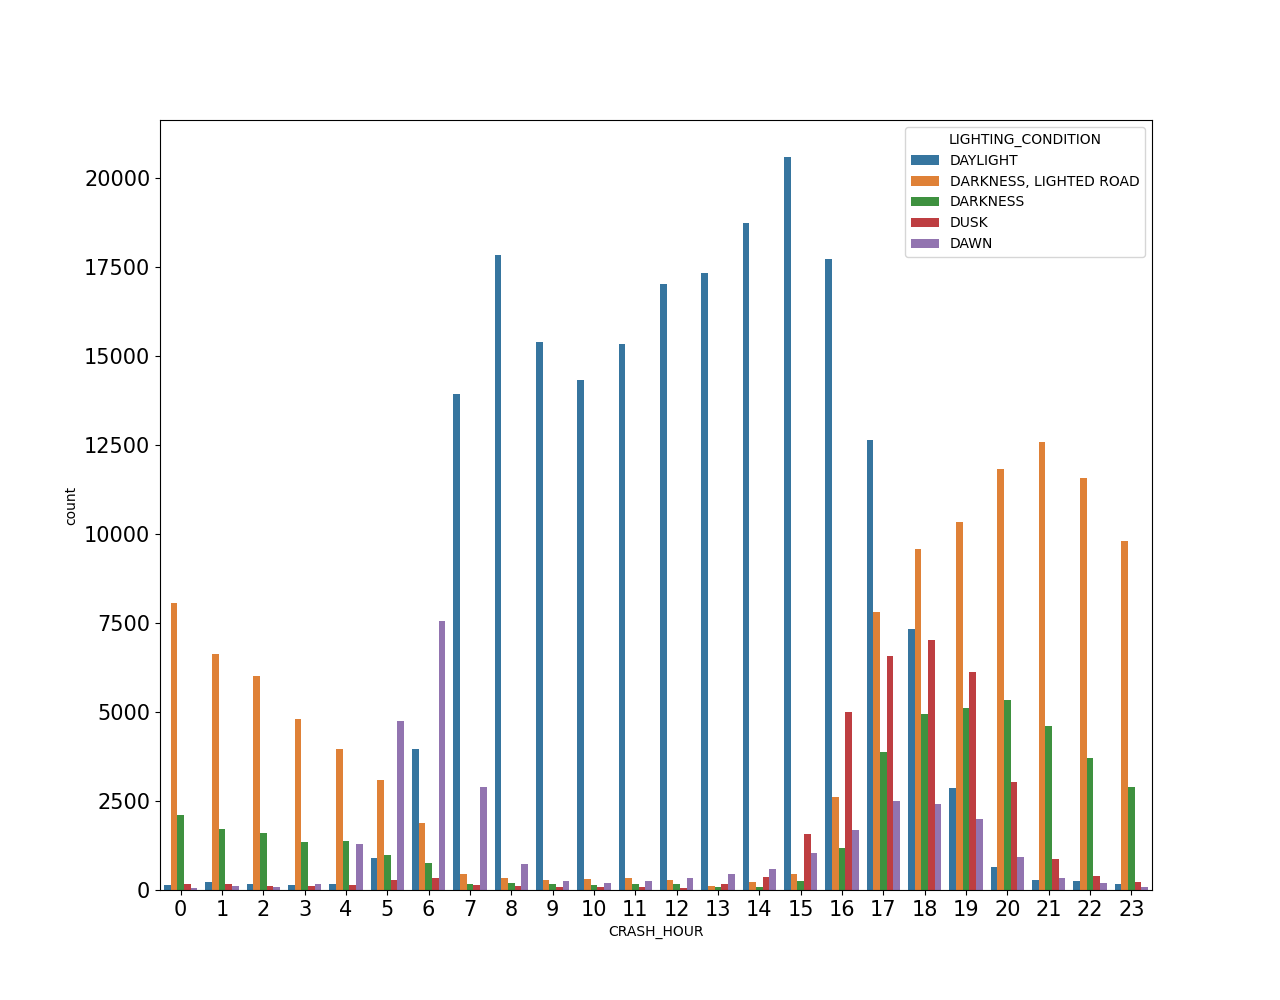 LIGHTING_CONDITION
DAYLIGHT
DARKNESS, LIGHTED ROAD
DARKNESS
DUSK
DAWN
20000
17500
15000
12500
10000
7500
5000
2500
0
count
0 1 2 3 4 5 6 7 8 9 10 11 12 13 14 15 16 17 18 19 20 21 22 23
CRASH_HOUR